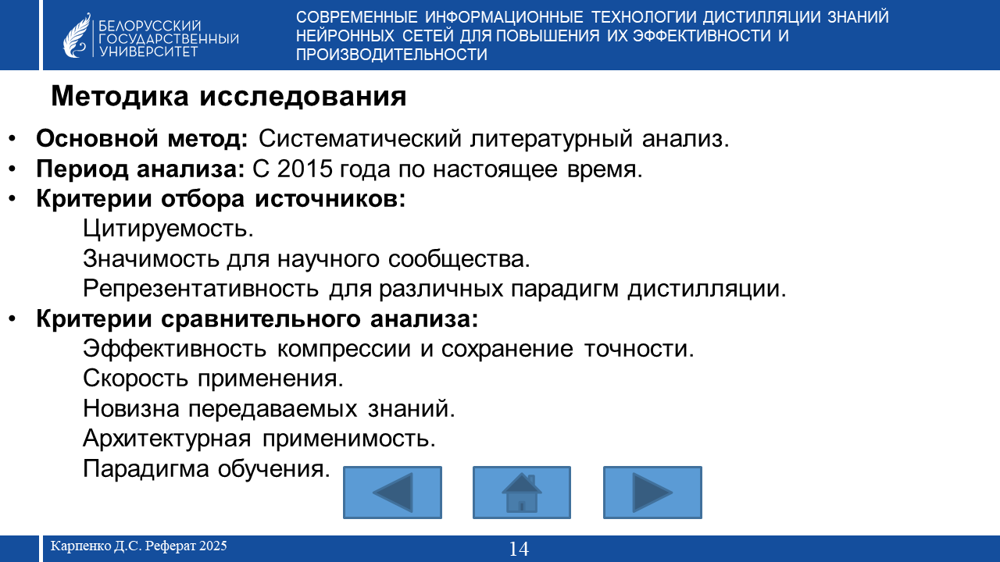 БЕЛОРУССКИЙ
ГОСУДАРСТВЕННЫЙ
УНИВЕРСИТЕТ
СОВРЕМЕННЫЕ ИНФОРМАЦИОННЫЕ ТЕХНОЛОГИИ ДИСТИЛЛЯЦИИ ЗНАНИЙ
НЕЙРОННЫХ СЕТЕЙ ДЛЯ ПОВЫШЕНИЯ ИХ ЭФФЕКТИВНОСТИ И
ПРОИЗВОДИТЕЛЬНОСТИ
Методика исследования
• Основной метод: Систематический литературный анализ.
• Период анализа: С 2015 года по настоящее время.
• Критерии отбора источников:
Цитируемость.
Значимость для научного сообщества.
Репрезентативность для различных парадигм дистилляции.
• Критерии сравнительного анализа:
Эффективность компрессии и сохранение точности.
Скорость применения.
Новизна передаваемых знаний.
Архитектурная применимость.
Парадигма обучения.
Карпенко Д.С. Реферат 2025
14